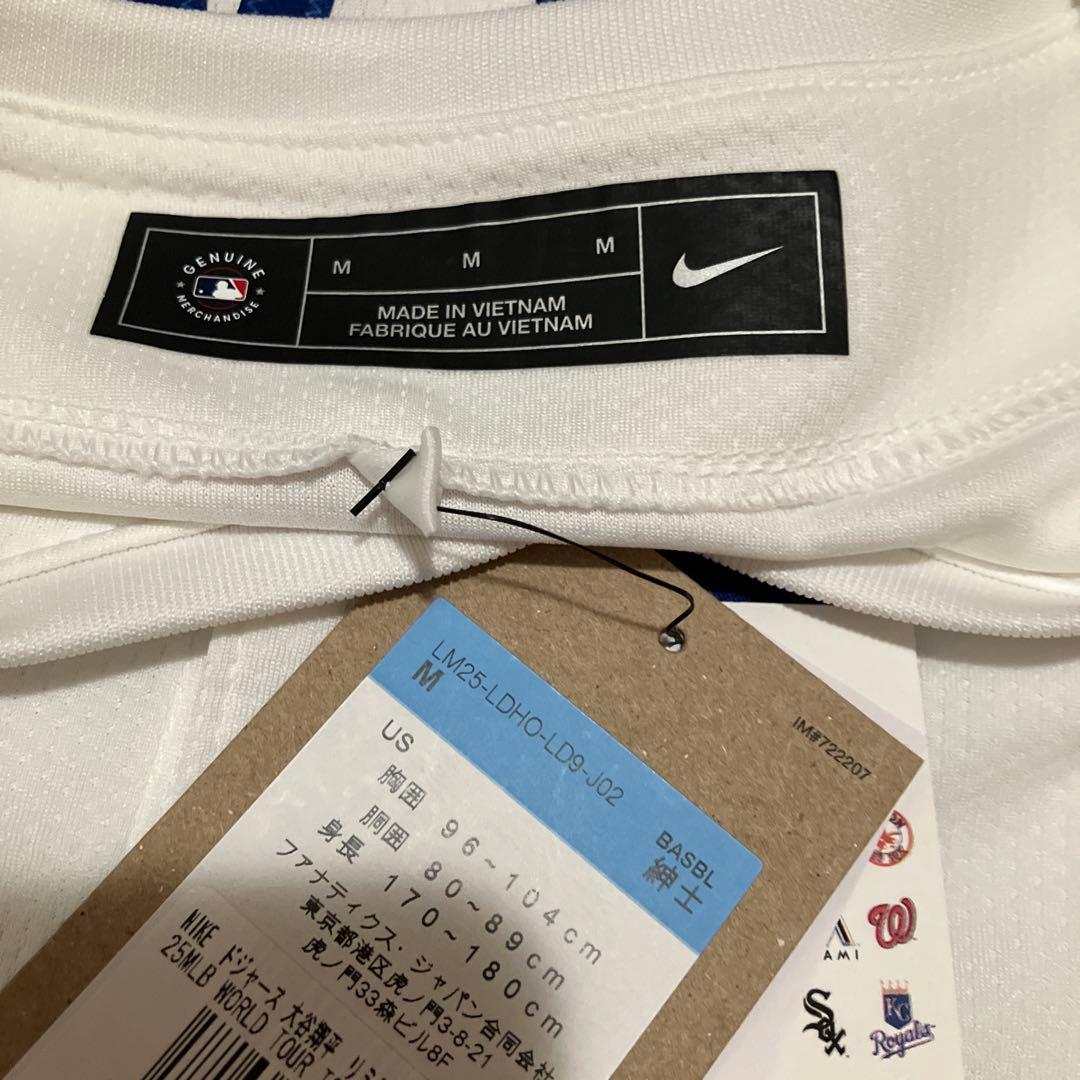 GENUINE
MERCHANDISE
M M M
MADE IN VIETNAM
FABRIQUE AU VIETNAM
IM#722207
LM25-LDHO-LD9-J02
M
BASBL
紳士
US
胸囲 96~104cm
胴囲 80~89cm
身長 170~180cm
ファナティクス・ジャパン合同会社
東京都港区虎ノ門3-8-21
虎ノ門33森ビル8F
NIKE ドジャース 大谷翔平
25MLB WORLD TOUR
AMI
W
Sox
KC
Royals